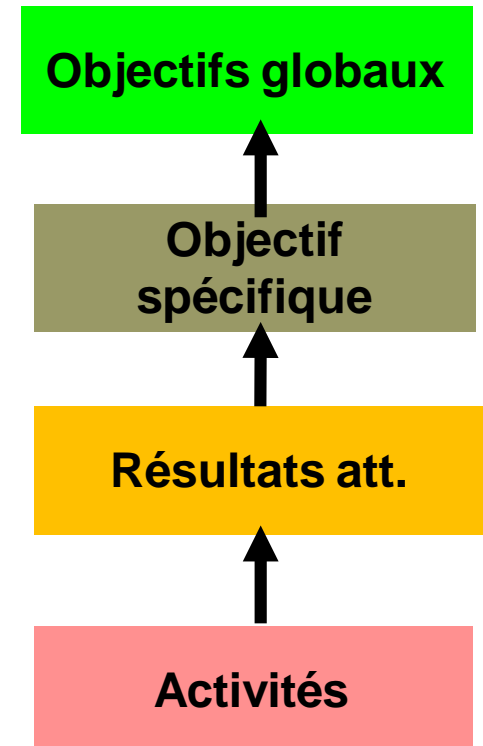 Objectifs globaux
Objectif
spécifique
Résultats att.
Activités